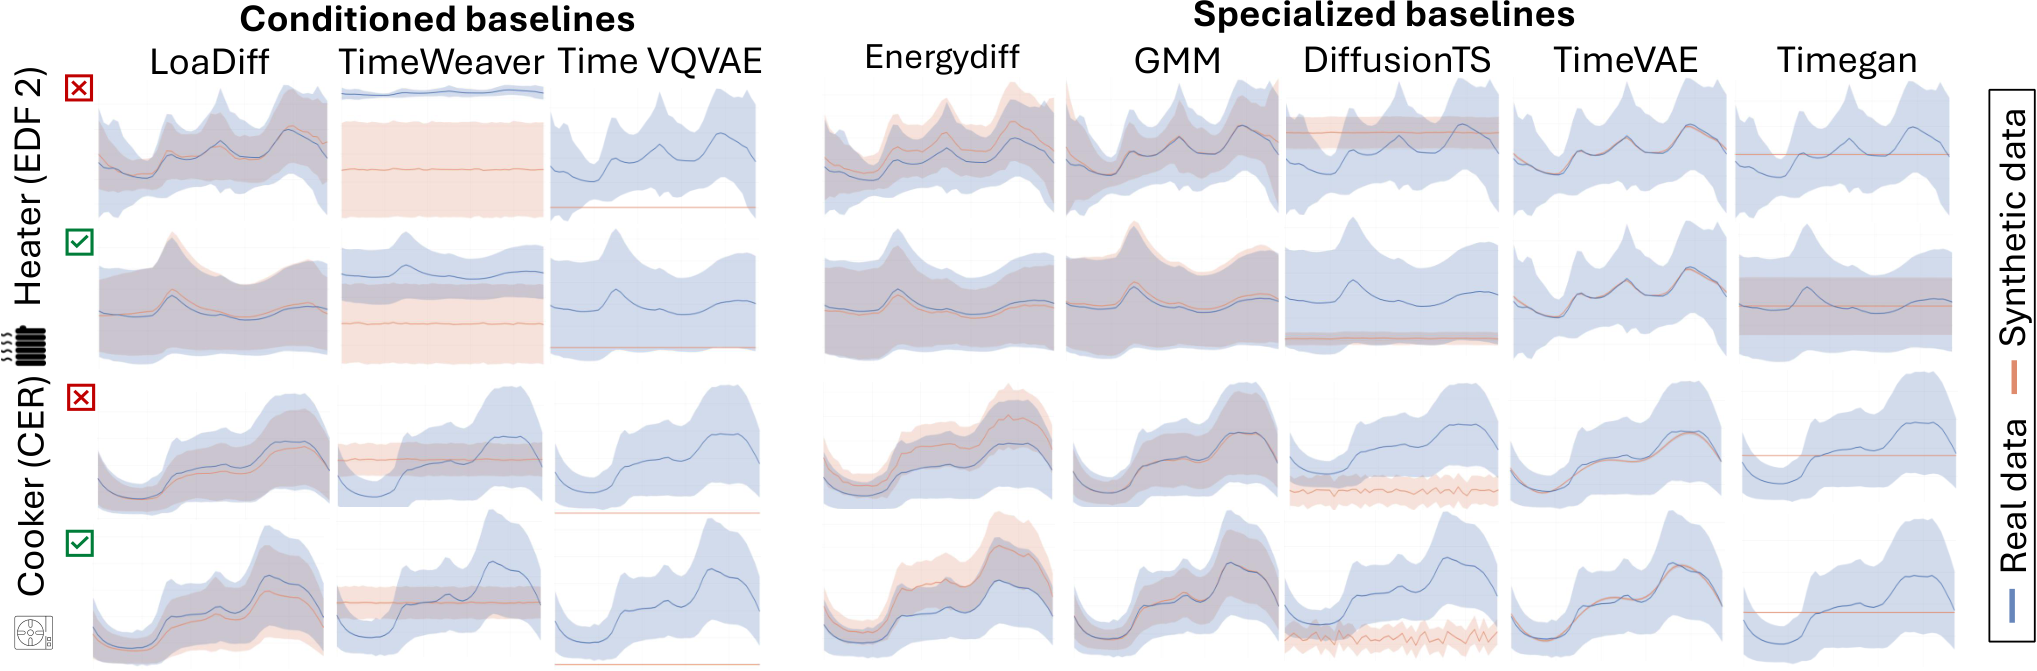 Conditioned baselines
Specialized baselines
LoaDiff
TimeWeaver
Time VQVAE
Energydiff
GMM
DiffusionTS
TimeVAE
Timegan
Heater (EDF 2)
Cooker (CER)
Real data
Synthetic data